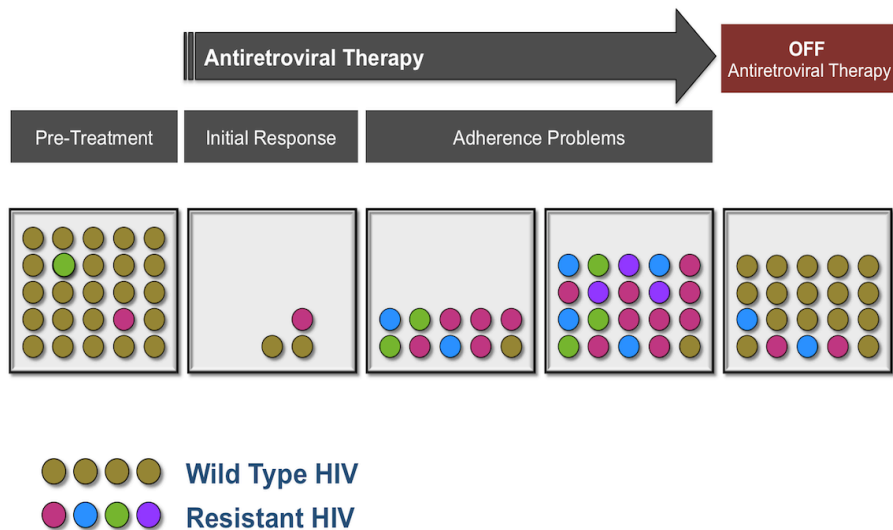 Antiretroviral Therapy
OFF
Antiretroviral Therapy
Pre-Treatment
Initial Response
Adherence Problems
Wild Type HIV
Resistant HIV